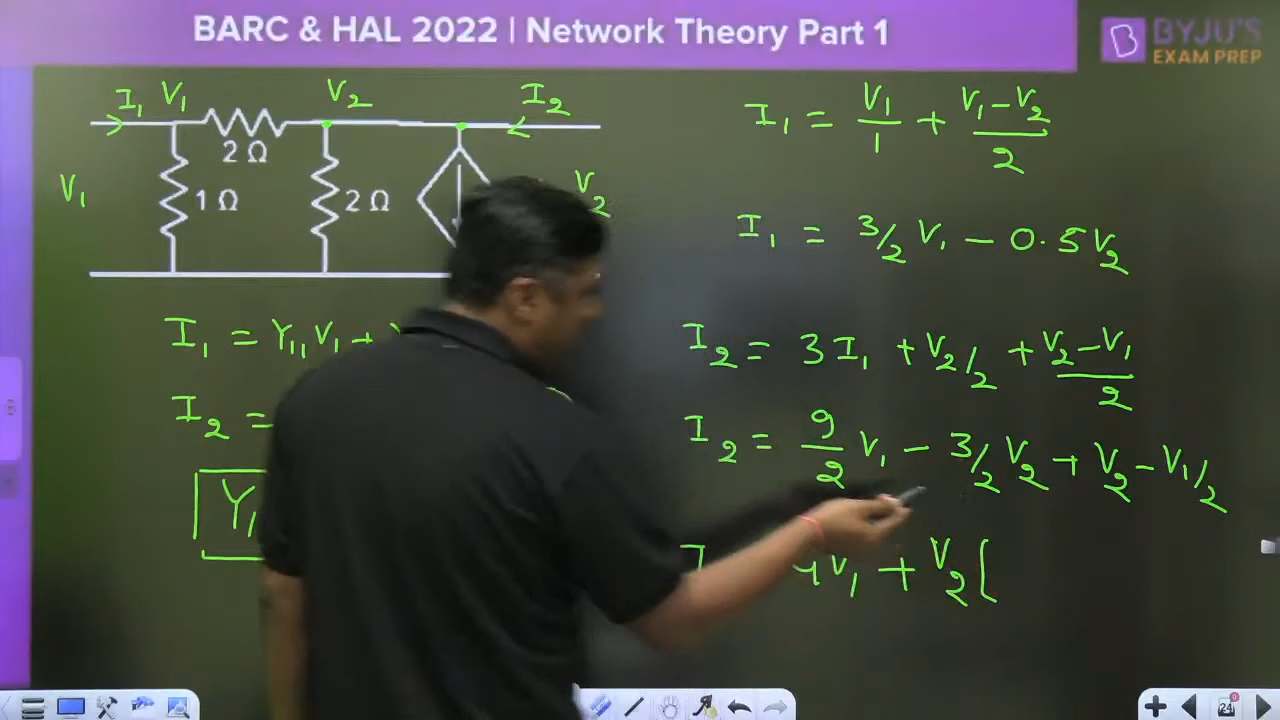 BARC & HAL 2022 | Network Theory Part 1
BYJU'S
EXAM PREP
I₁ V₁ V₂ I₂
2 Ω
V₁ 1 Ω 2 Ω V₂
I₁ = Y₁₁ V₁ +
I₂ =
Y₁
I₁ = V₁/1 + (V₁ - V₂)/2
I₁ = 3/2 V₁ - 0.5 V₂
I₂ = 3 I₁ + V₂/2 + (V₂ - V₁)/2
I₂ = 9/2 V₁ - 3/2 V₂ + V₂ - V₁/2
4V₁ + V₂ [
24